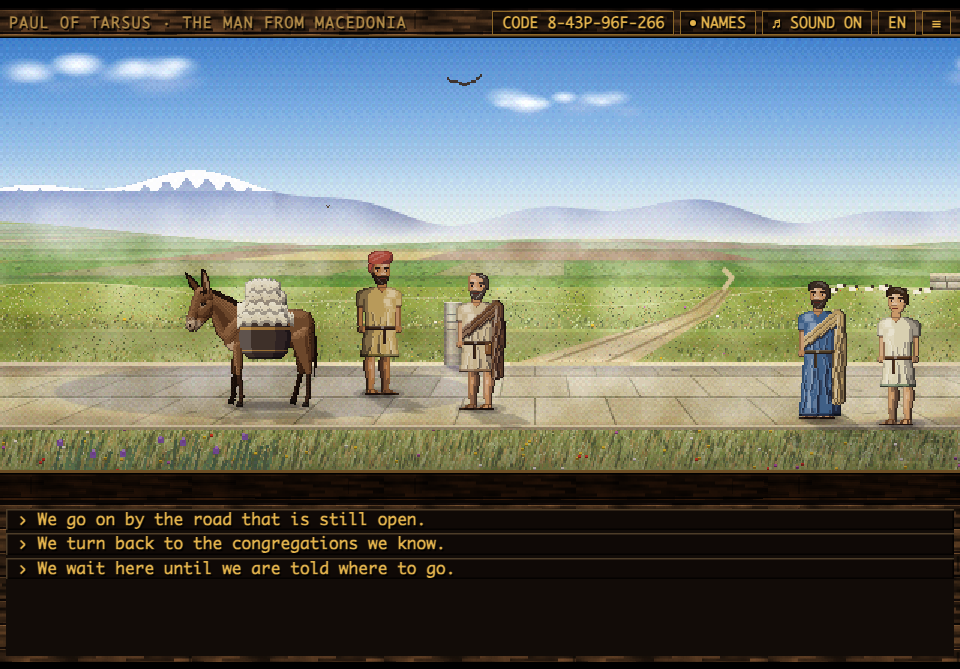 PAUL OF TARSUS · THE MAN FROM MACEDONIA
CODE 8-43P-96F-266
• NAMES
♬ SOUND ON
EN
≡
› We go on by the road that is still open.
› We turn back to the congregations we know.
› We wait here until we are told where to go.